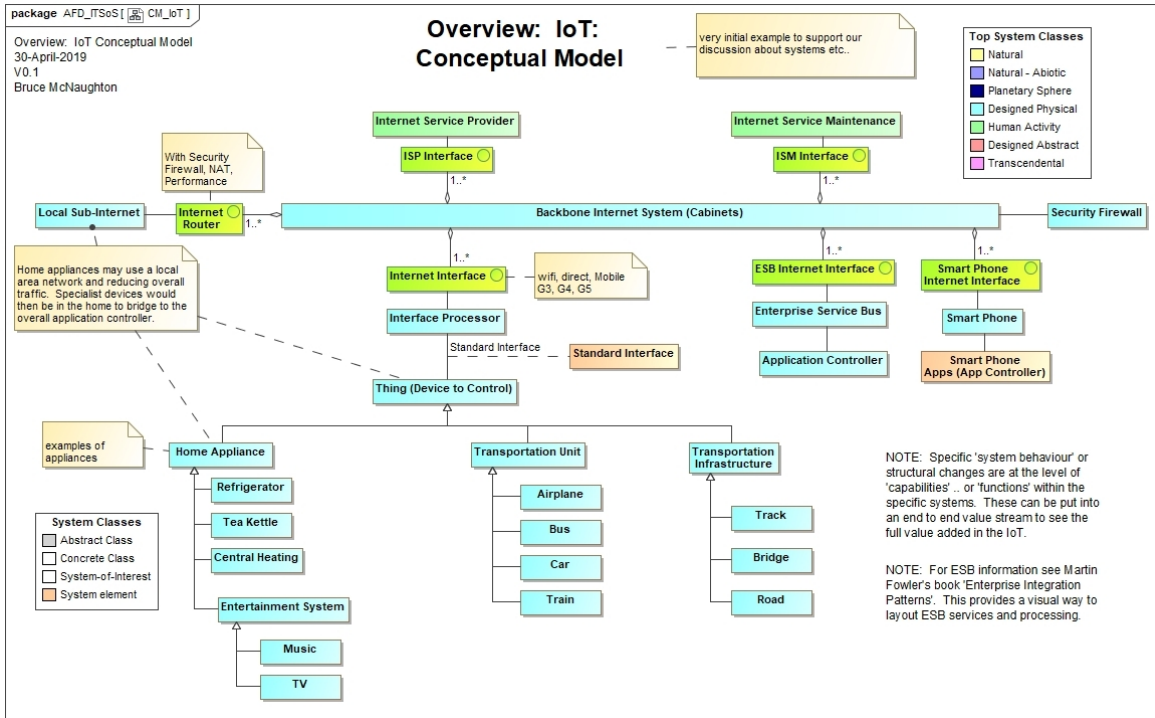 package AFD_ITSoS [ CM_IoT ]
Overview: IoT Conceptual Model
30-April-2019
V0.1
Bruce McNaughton
Overview: IoT:
Conceptual Model
very initial example to support our
discussion about systems etc..
Top System Classes
Natural
Natural - Abiotic
Planetary Sphere
Designed Physical
Human Activity
Designed Abstract
Transcendental
Internet Service Provider
ISP Interface
1..*
Internet Service Maintenance
ISM Interface
1..*
With Security
Firewall, NAT,
Performance
Local Sub-Internet
Internet
Router
1..*
Backbone Internet System (Cabinets)
Security Firewall
Home appliances may use a local
area network and reducing overall
traffic. Specialist devices would
then be in the home to bridge to the
overall application controller.
1..*
Internet Interface
wifi, direct, Mobile
G3, G4, G5
Interface Processor
Standard Interface
Standard Interface
Thing (Device to Control)
1..*
ESB Internet Interface
Enterprise Service Bus
Application Controller
1..*
Smart Phone
Internet Interface
Smart Phone
Smart Phone
Apps (App Controller)
examples of
appliances
Home Appliance
Refrigerator
Tea Kettle
Central Heating
Entertainment System
Music
TV
Transportation Unit
Airplane
Bus
Car
Train
Transportation
Infrastructure
Track
Bridge
Road
System Classes
Abstract Class
Concrete Class
System-of-Interest
System element
NOTE: Specific 'system behaviour' or
structural changes are at the level of
'capabilities' .. or 'functions' within the
specific systems. These can be put into
an end to end value stream to see the
full value added in the IoT.
NOTE: For ESB information see Martin
Fowler's book 'Enterprise Integration
Patterns'. This provides a visual way to
layout ESB services and processing.